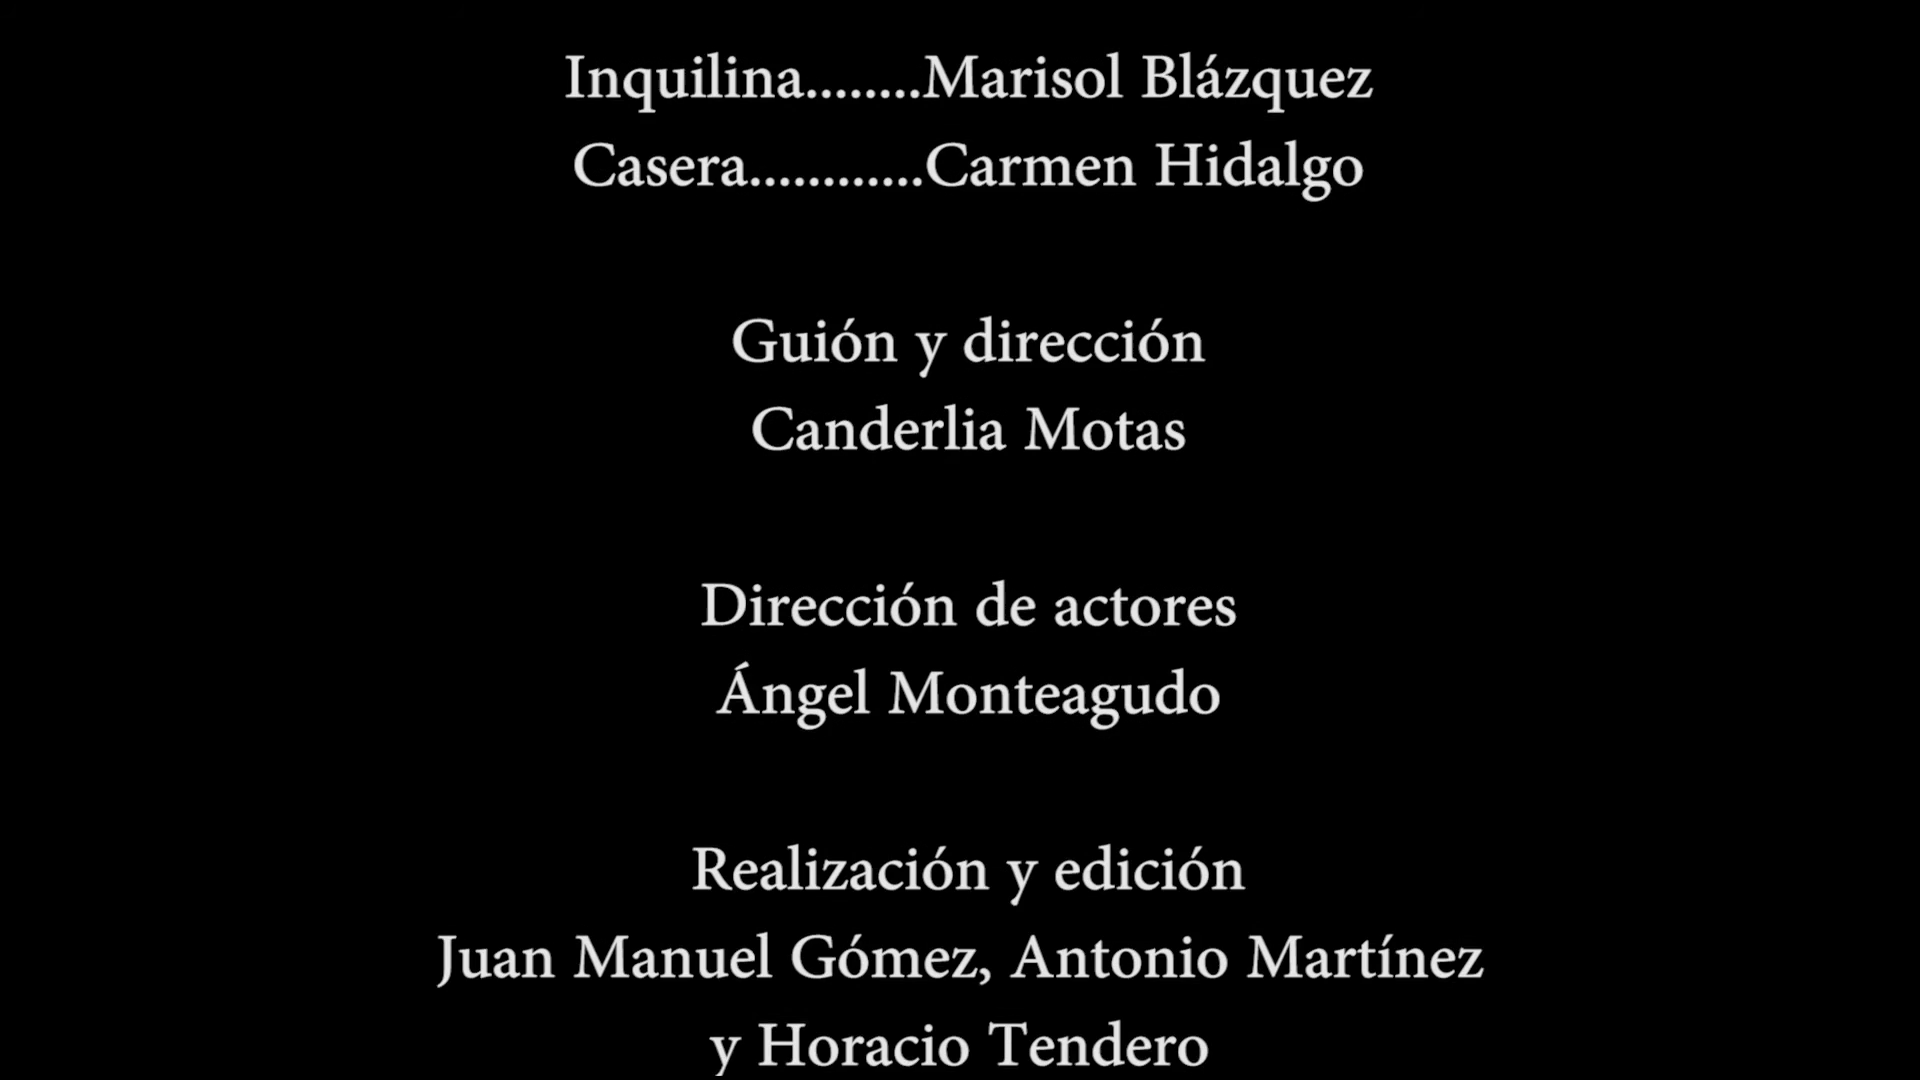 Inquilina........Marisol Blázquez
Casera............Carmen Hidalgo
Guión y dirección
Canderlia Motas
Dirección de actores
Ángel Monteagudo
Realización y edición
Juan Manuel Gómez, Antonio Martínez
y Horacio Tendero